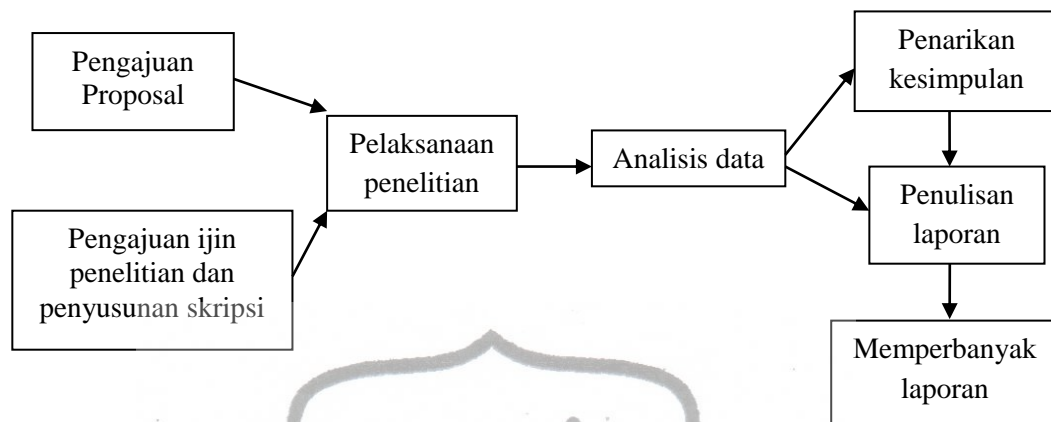 Pengajuan
Proposal
Pengajuan ijin
penelitian dan
penyusunan skripsi
Pelaksanaan
penelitian
Analisis data
Penarikan
kesimpulan
Penulisan
laporan
Memperbanyak
laporan